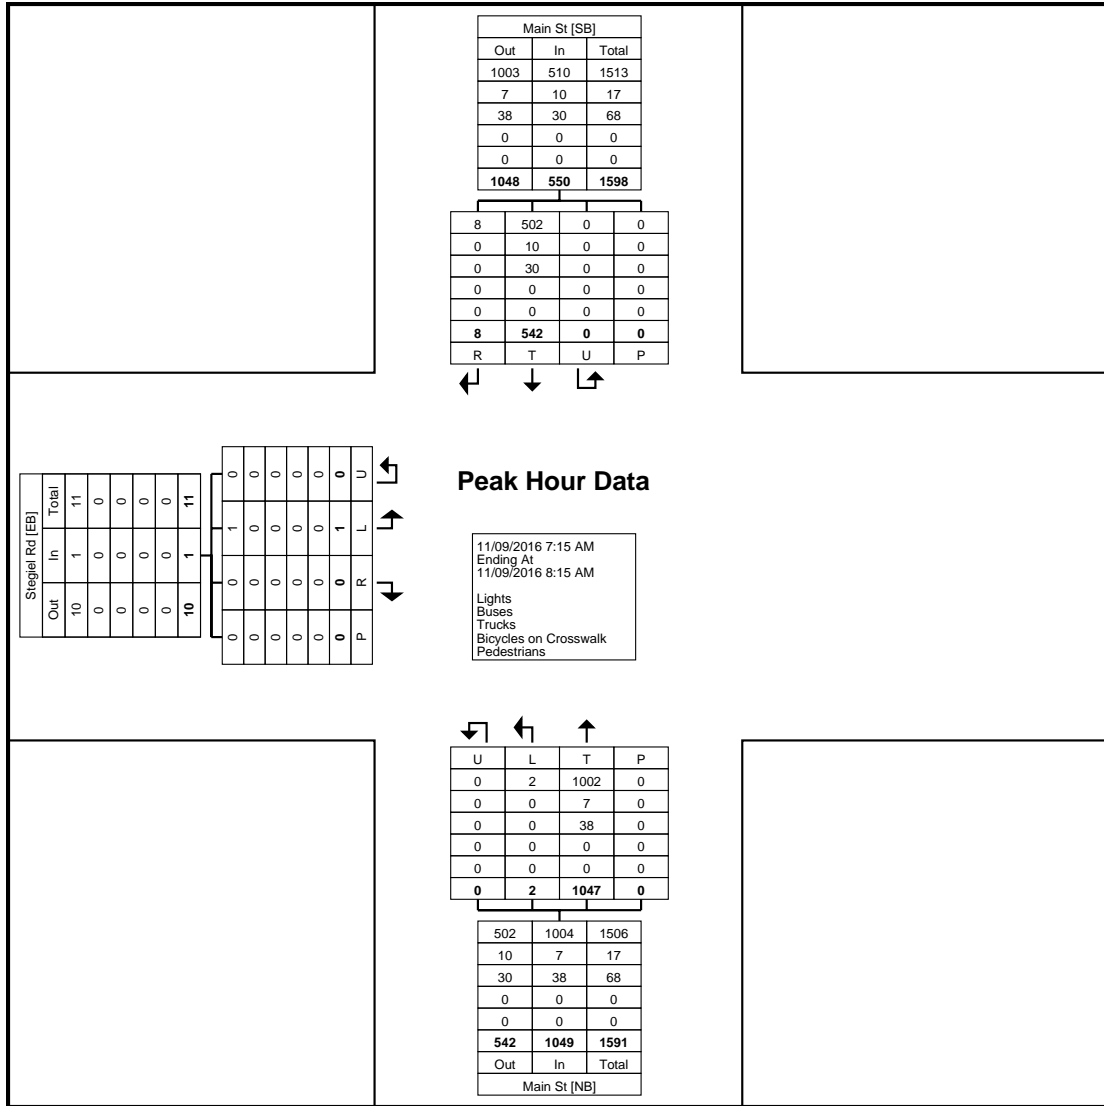 Main St [SB]
Out In Total
1003 510 1513
7 10 17
38 30 68
0 0 0
0 0 0
1048 550 1598
8 502 0 0
0 10 0 0
0 30 0 0
0 0 0 0
0 0 0 0
8 542 0 0
R T U P
Stegiel Rd [EB]
Out In Total
10 1 11
0 0 0
0 0 0
0 0 0
0 0 0
10 1 11
0 0 1 0
0 0 0 0
0 0 0 0
0 0 0 0
0 0 0 0
0 0 1 0
P R L U
Peak Hour Data
11/09/2016 7:15 AM
Ending At
11/09/2016 8:15 AM
Lights
Buses
Trucks
Bicycles on Crosswalk
Pedestrians
U L T P
0 2 1002 0
0 0 7 0
0 0 38 0
0 0 0 0
0 0 0 0
0 2 1047 0
502 1004 1506
10 7 17
30 38 68
0 0 0
0 0 0
542 1049 1591
Out In Total
Main St [NB]